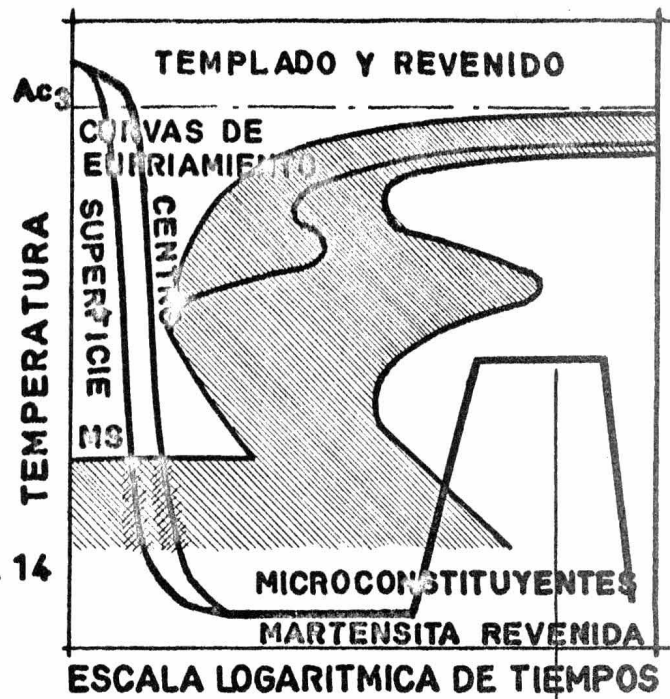 TEMPLADO Y REVENIDO
Ac3
CURVAS DE
ENFRIAMIENTO
SUPERFICIE
CENTRO
TEMPERATURA
MS
14
MICROCONSTITUYENTES
MARTENSITA REVENIDA
ESCALA LOGARITMICA DE TIEMPOS